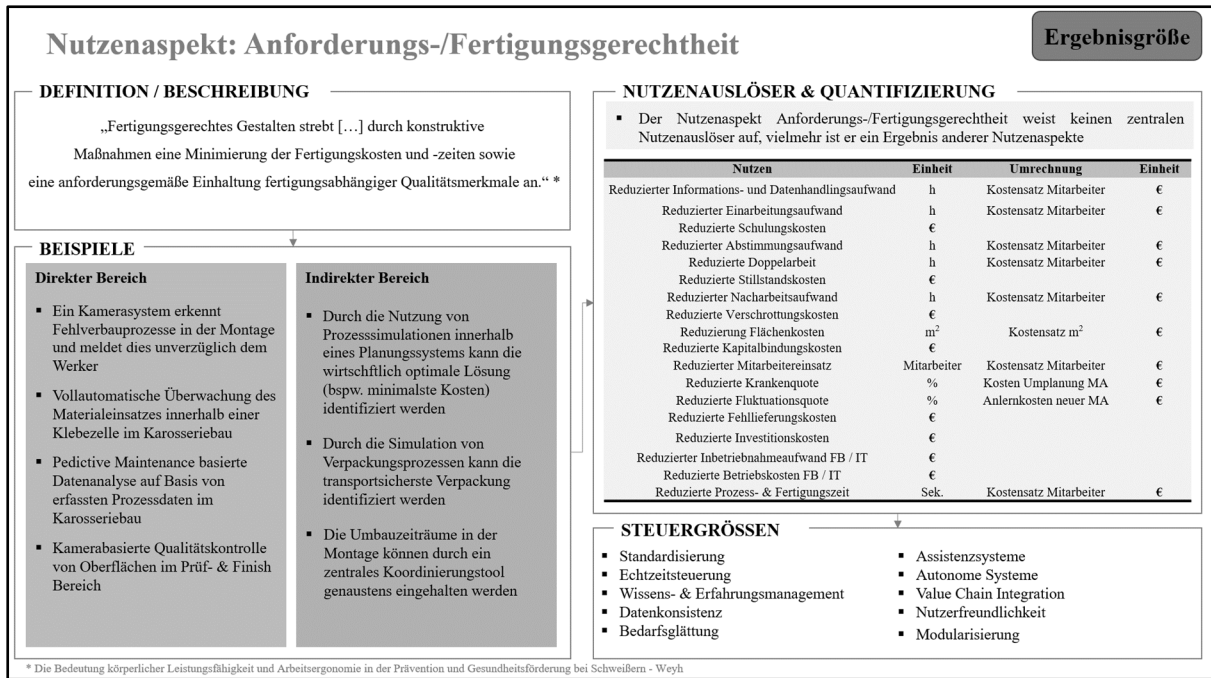 Nutzenaspekt: Anforderungs-/Fertigungsgerechtheit
Ergebnisgröße
DEFINITION / BESCHREIBUNG
„Fertigungsgerechtes Gestalten strebt […] durch konstruktive
Maßnahmen eine Minimierung der Fertigungskosten und -zeiten sowie
eine anforderungsgemäße Einhaltung fertigungsabhängiger Qualitätsmerkmale an.“ *
BEISPIELE
Direkter Bereich
▪ Ein Kamerasystem erkennt
Fehlverbauprozesse in der Montage
und meldet dies unverzüglich dem
Werker
▪ Vollautomatische Überwachung des
Materialeinsatzes innerhalb einer
Klebezelle im Karosseriebau
▪ Pedictive Maintenance basierte
Datenanalyse auf Basis von
erfassten Prozessdaten im
Karosseriebau
▪ Kamerabasierte Qualitätskontrolle
von Oberflächen im Prüf- & Finish
Bereich
Indirekter Bereich
▪ Durch die Nutzung von
Prozesssimulationen innerhalb
eines Planungssystems kann die
wirtschftlich optimale Lösung
(bspw. minimalste Kosten)
identifiziert werden
▪ Durch die Simulation von
Verpackungsprozessen kann die
transportsicherste Verpackung
identifiziert werden
▪ Die Umbauzeiträume in der
Montage können durch ein
zentrales Koordinierungstool
genaustens eingehalten werden
NUTZENAUSLÖSER & QUANTIFIZIERUNG
▪ Der Nutzenaspekt Anforderungs-/Fertigungsgerechtheit weist keinen zentralen
Nutzenauslöser auf, vielmehr ist er ein Ergebnis anderer Nutzenaspekte
Nutzen Einheit Umrechnung Einheit
Reduzierter Informations- und Datenhandlingsaufwand h Kostensatz Mitarbeiter €
Reduzierter Einarbeitungsaufwand h Kostensatz Mitarbeiter €
Reduzierte Schulungskosten €
Reduzierter Abstimmungsaufwand h Kostensatz Mitarbeiter €
Reduzierte Doppelarbeit h Kostensatz Mitarbeiter €
Reduzierte Stillstandskosten €
Reduzierter Nacharbeitsaufwand h Kostensatz Mitarbeiter €
Reduzierte Verschrottungskosten €
Reduzierung Flächenkosten m² Kostensatz m² €
Reduzierte Kapitalbindungskosten €
Reduzierter Mitarbeitereinsatz Mitarbeiter Kostensatz Mitarbeiter €
Reduzierte Krankenquote % Kosten Umplanung MA €
Reduzierte Fluktuationsquote % Anlernkosten neuer MA €
Reduzierte Fehllieferungskosten €
Reduzierte Investitionskosten €
Reduzierter Inbetriebnahmeaufwand FB / IT €
Reduzierte Betriebskosten FB / IT €
Reduzierte Prozess- & Fertigungszeit Sek. Kostensatz Mitarbeiter €
STEUERGRÖSSEN
▪ Standardisierung
▪ Echtzeitsteuerung
▪ Wissens- & Erfahrungsmanagement
▪ Datenkonsistenz
▪ Bedarfsglättung
▪ Assistenzsysteme
▪ Autonome Systeme
▪ Value Chain Integration
▪ Nutzerfreundlichkeit
▪ Modularisierung
* Die Bedeutung körperlicher Leistungsfähigkeit und Arbeitsergonomie in der Prävention und Gesundheitsförderung bei Schweißern - Weyh